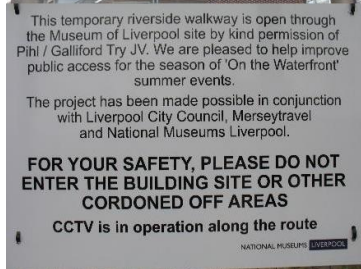 This temporary riverside walkway is open through
the Museum of Liverpool site by kind permission of
Pihl / Galliford Try JV. We are pleased to help improve
public access for the season of 'On the Waterfront'
summer events.
The project has been made possible in conjunction
with Liverpool City Council, Merseytravel
and National Museums Liverpool.
FOR YOUR SAFETY, PLEASE DO NOT
ENTER THE BUILDING SITE OR OTHER
CORDONED OFF AREAS
CCTV is in operation along the route
NATIONAL MUSEUMS LIVERPOOL